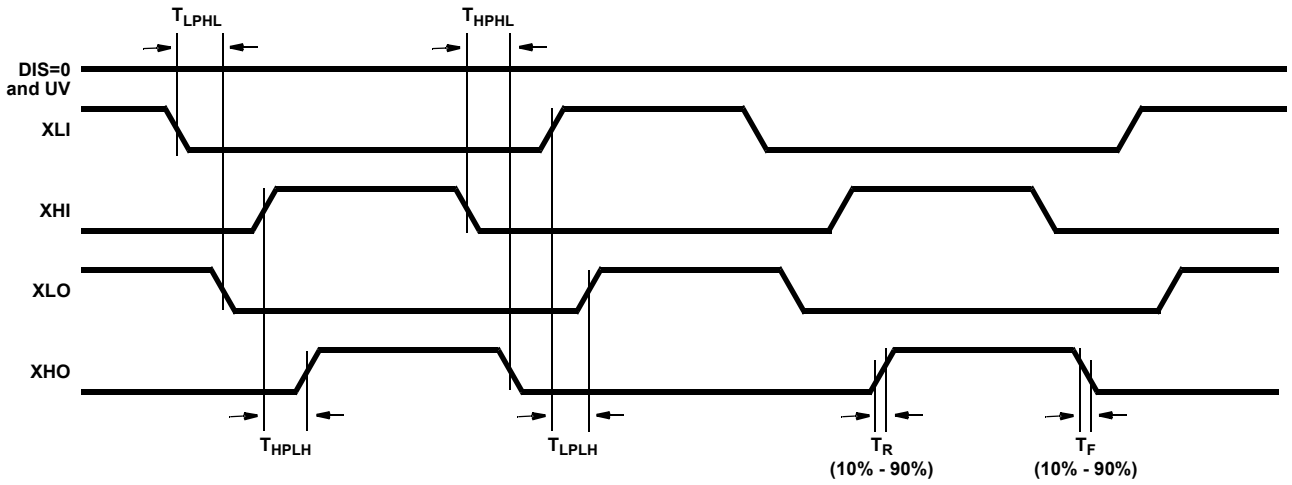 TLPHL
THPHL
DIS=0
and UV
XLI
XHI
XLO
XHO
THPLH
TLPLH
TR
(10% - 90%)
TF
(10% - 90%)